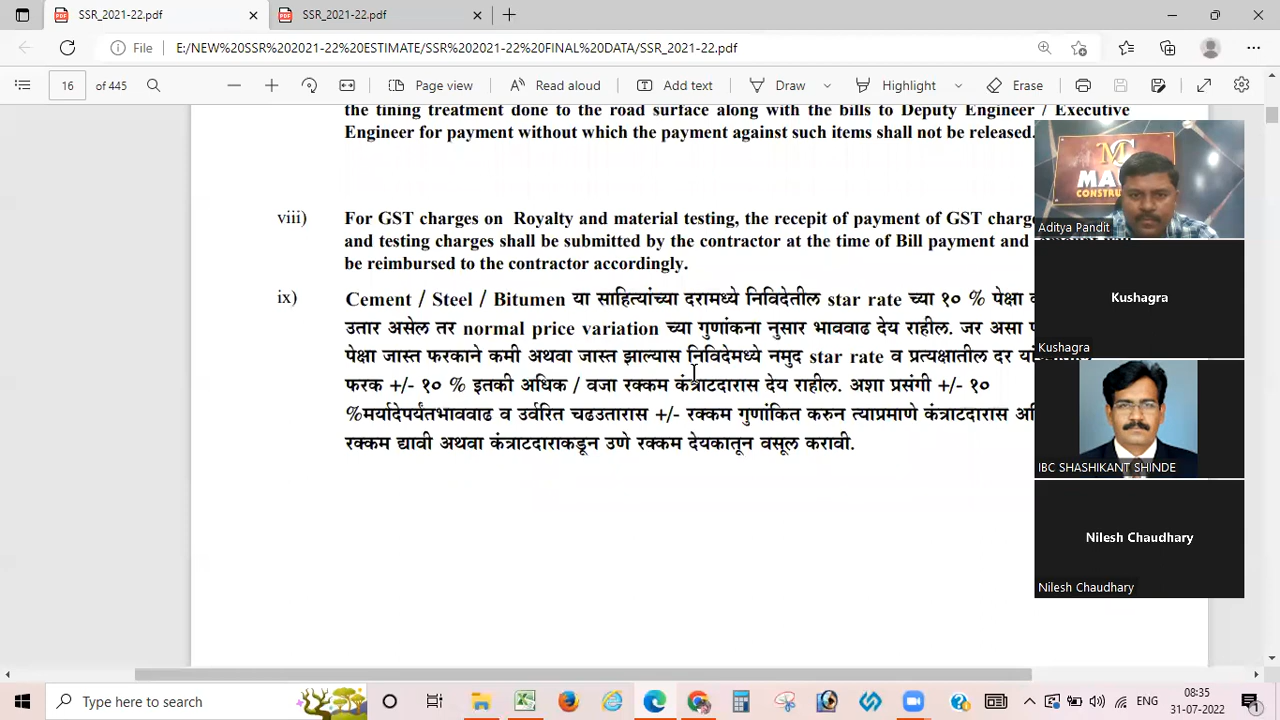 SSR_2021-22.pdf
SSR_2021-22.pdf
File
E:/NEW%20SSR%202021-22%20ESTIMATE/SSR%202021-22%20FINAL%20DATA/SSR_2021-22.pdf
16 of 445
Page view
Read aloud
Add text
Draw
Highlight
Erase
the tining treatment done to the road surface along with the bills to Deputy Engineer / Executive
Engineer for payment without which the payment against such items shall not be released.
viii) For GST charges on Royalty and material testing, the recepit of payment of GST charge
and testing charges shall be submitted by the contractor at the time of Bill payment and
be reimbursed to the contractor accordingly.
ix) Cement / Steel / Bitumen या साहित्यांच्या दरामध्ये निविदेतील star rate च्या १० % पेक्षा
उतार असेल तर normal price variation च्या गुणांकना नुसार भाववाढ देय राहील. जर असा
पेक्षा जास्त फरकाने कमी अथवा जास्त झाल्यास निविदेमध्ये नमुद star rate व प्रत्यक्षातील दर
फरक +/- १० % इतकी अधिक / वजा रक्कम कंत्राटदारास देय राहील. अशा प्रसंगी +/- १०
%मर्यादेपर्यंतभाववाढ व उर्वरित चढउतारास +/- रक्कम गुणांकित करुन त्याप्रमाणे कंत्राटदारास
रक्कम द्यावी अथवा कंत्राटदाराकडून उणे रक्कम देयकातून वसूल करावी.
MC
MA
CONSTRU
Aditya Pandit
Kushagra
Kushagra
IBC SHASHIKANT SHINDE
Nilesh Chaudhary
Nilesh Chaudhary
Type here to search
ENG
08:35
31-07-2022